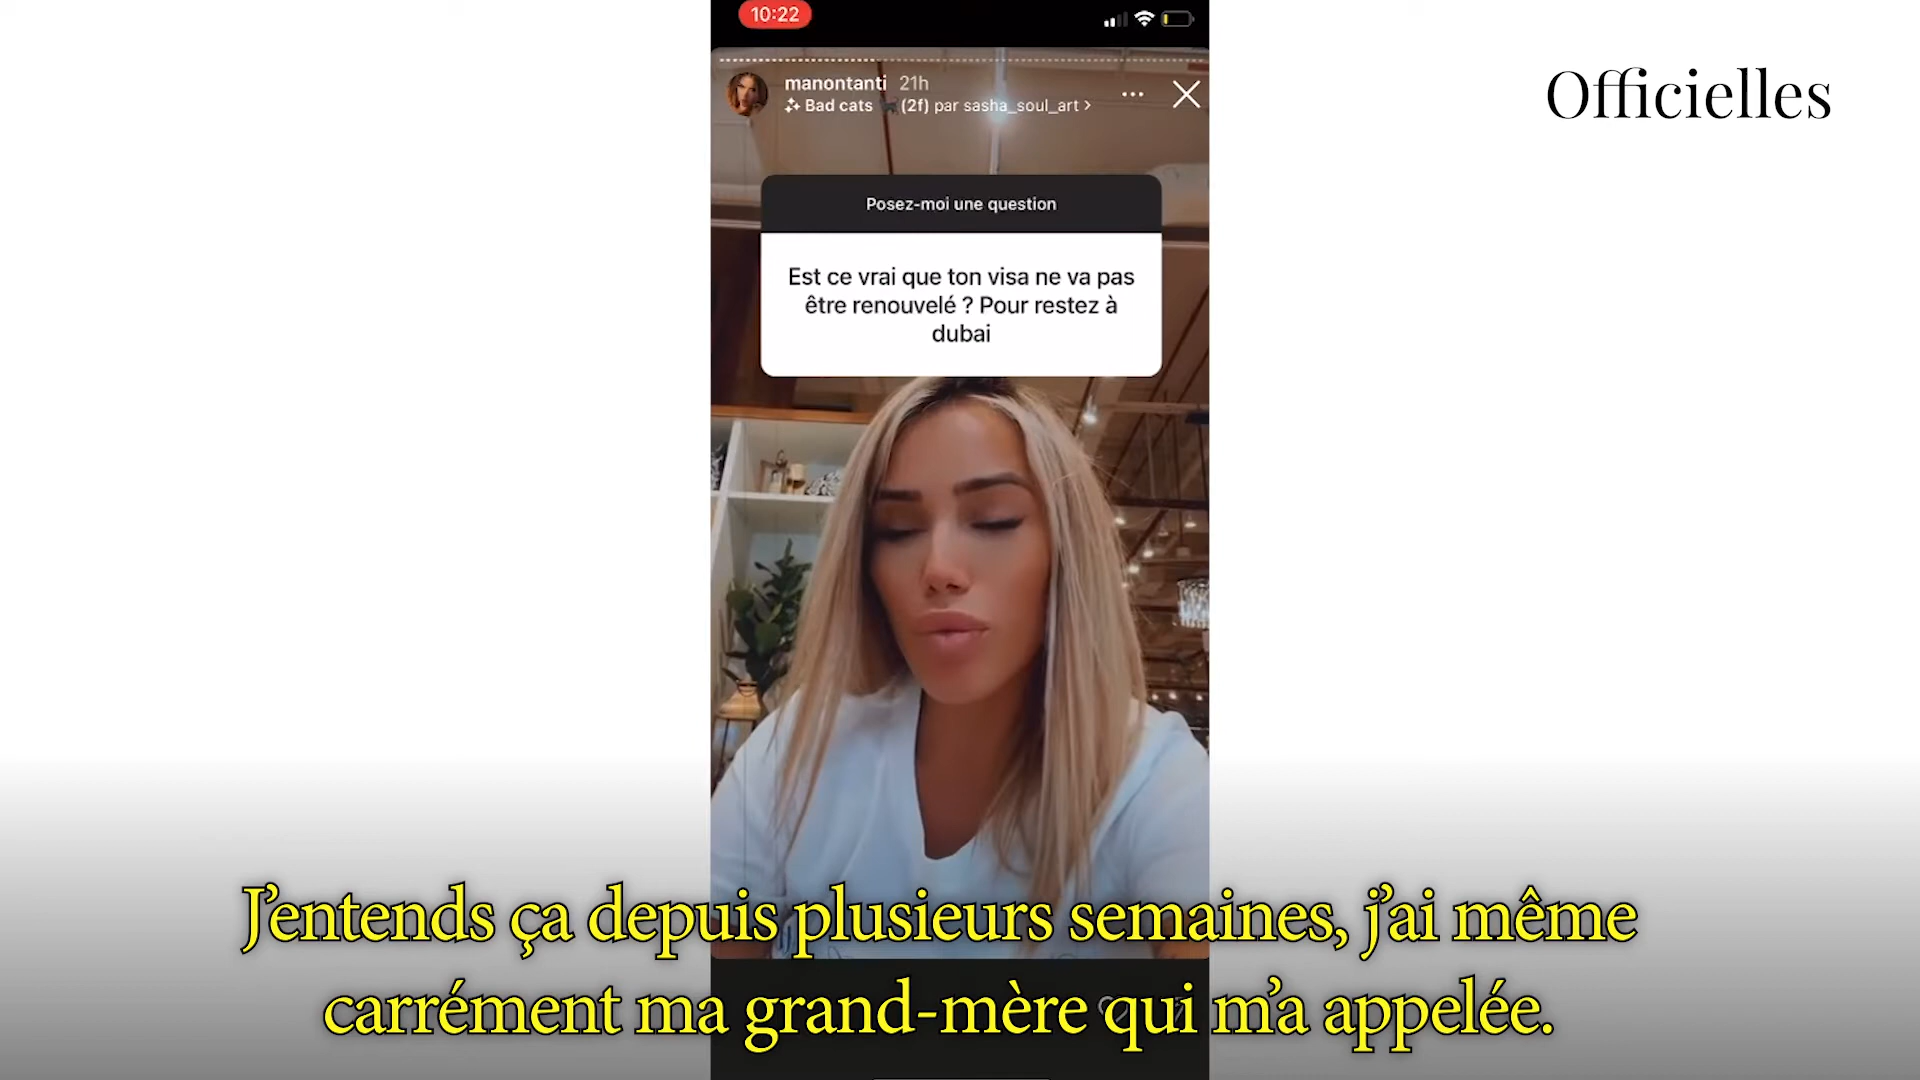 10:22
Officielles
manontanti 21h
Bad cats (2f) par sasha_soul_art >
Posez-moi une question
Est ce vrai que ton visa ne va pas
être renouvelé ? Pour restez à
dubai
J'entends ça depuis plusieurs semaines, j'ai même
carrément ma grand-mère qui m'a appelée.